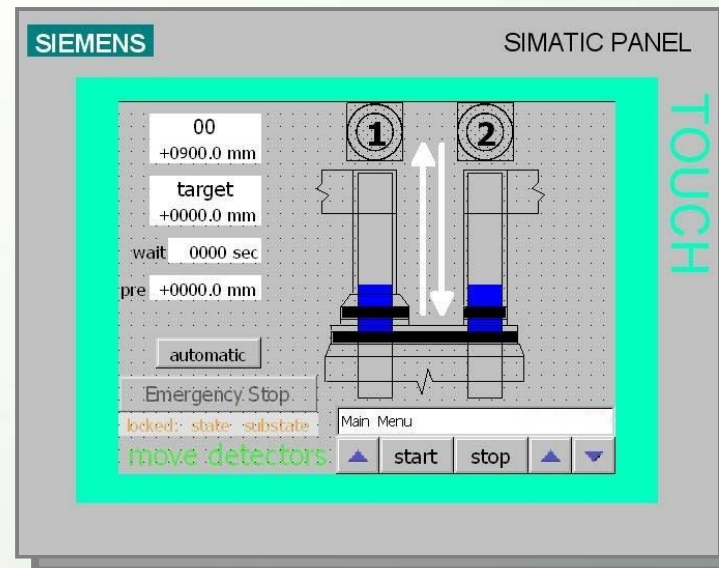 SIEMENS
SIMATIC PANEL
TOUCH
00
+0900.0 mm
1
2
target
+0000.0 mm
wait 0000 sec
pre +0000.0 mm
automatic
Emergency Stop
locked: state substate
Main Menu
move detectors
start stop